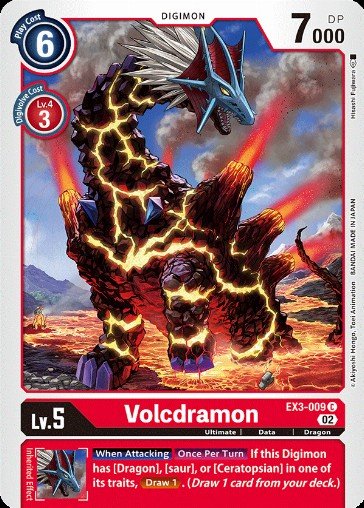 Play Cost
6
DIGIMON
7000
DP
Digivolve Cost
Lv.4
3
Hisashi Fujiwara
©Akiyoshi Hongo, Toei Animation BANDAI MADE IN JAPAN
Lv.5
Volcdramon
EX3-009 C
02
Ultimate | Data | Dragon
Inherited Effect
When Attacking Once Per Turn If this Digimon
has [Dragon], [saur], or [Ceratopsian] in one of
its traits, Draw 1. (Draw 1 card from your deck.)